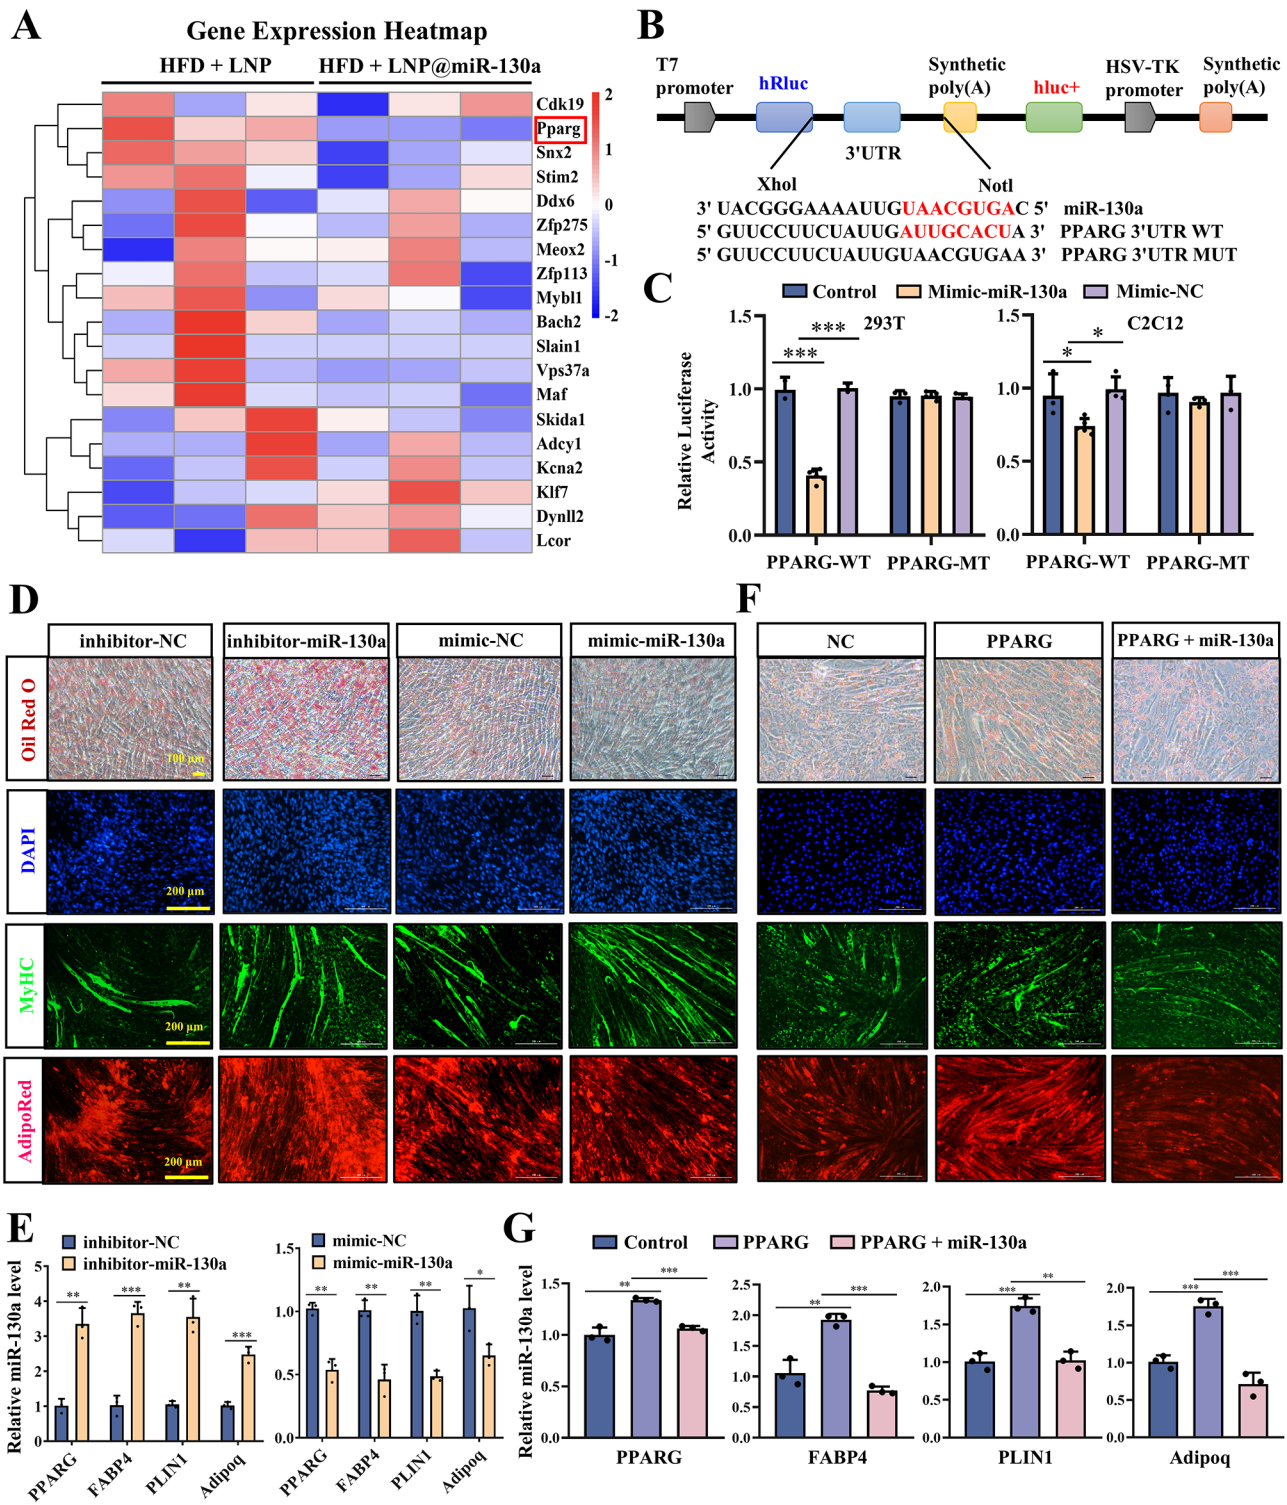 A
Gene Expression Heatmap
HFD + LNP
HFD + LNP@miR-130a
Cdk19
Pparg
Snx2
Stim2
Ddx6
Zfp275
Meox2
Zfp113
Mybl1
Bach2
Slain1
Vps37a
Maf
Skida1
Adcy1
Kcna2
Klf7
Dynll2
Lcor
2
1
0
-1
-2
B
T7 promoter
hRluc
3'UTR
Synthetic poly(A)
hluc+
HSV-TK promoter
Synthetic poly(A)
XhoI
NotI
3' UACGGGAAAAUUGUAACGUGAC 5' miR-130a
5' GUUCCUUCUAUUGAUUGCACUA 3' PPARG 3'UTR WT
5' GUUCCUUCUAUUGUAACGUGAA 3' PPARG 3'UTR MUT
C
Control
Mimic-miR-130a
Mimic-NC
Relative Luciferase Activity
1.5
1.0
0.5
0.0
293T
***
***
PPARG-WT
PPARG-MT
1.5
1.0
0.5
0.0
C2C12
*
*
PPARG-WT
PPARG-MT
D
inhibitor-NC
inhibitor-miR-130a
mimic-NC
mimic-miR-130a
Oil Red O
100 μm
DAPI
200 μm
MyHC
200 μm
AdipoRed
200 μm
F
NC
PPARG
PPARG + miR-130a
E
inhibitor-NC
inhibitor-miR-130a
Relative miR-130a level
5
4
3
2
1
0
**
***
**
***
PPARG
FABP4
PLIN1
Adipoq
mimic-NC
mimic-miR-130a
1.5
1.0
0.5
0.0
**
**
**
*
PPARG
FABP4
PLIN1
Adipoq
G
Control
PPARG
PPARG + miR-130a
Relative miR-130a level
1.5
1.0
0.5
0.0
**
***
PPARG
2.5
2.0
1.5
1.0
0.5
0.0
**
***
FABP4
2.0
1.5
1.0
0.5
0.0
***
**
PLIN1
2.0
1.5
1.0
0.5
0.0
***
***
Adipoq